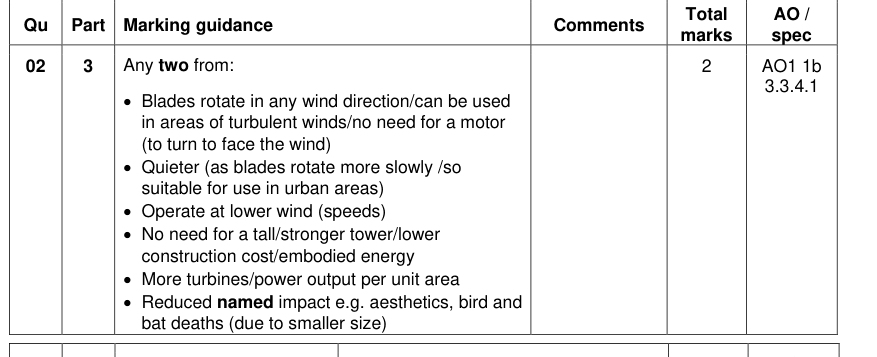 Qu Part Marking guidance Comments Total marks AO / spec
02 3 Any two from: 2 AO1 1b
3.3.4.1
• Blades rotate in any wind direction/can be used
in areas of turbulent winds/no need for a motor
(to turn to face the wind)
• Quieter (as blades rotate more slowly /so
suitable for use in urban areas)
• Operate at lower wind (speeds)
• No need for a tall/stronger tower/lower
construction cost/embodied energy
• More turbines/power output per unit area
• Reduced named impact e.g. aesthetics, bird and
bat deaths (due to smaller size)